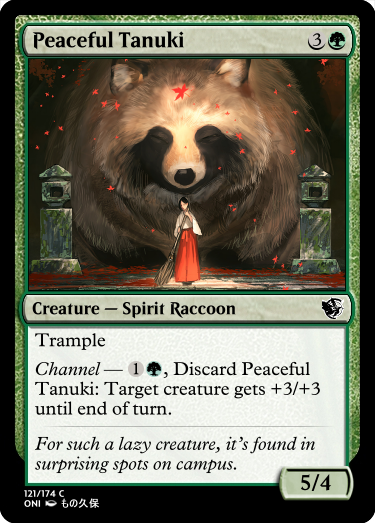 Peaceful Tanuki 3
Creature — Spirit Raccoon
Trample
Channel — 1, Discard Peaceful
Tanuki: Target creature gets +3/+3
until end of turn.
For such a lazy creature, it's found in
surprising spots on campus.
5/4
121/174 C
ONI もの久保